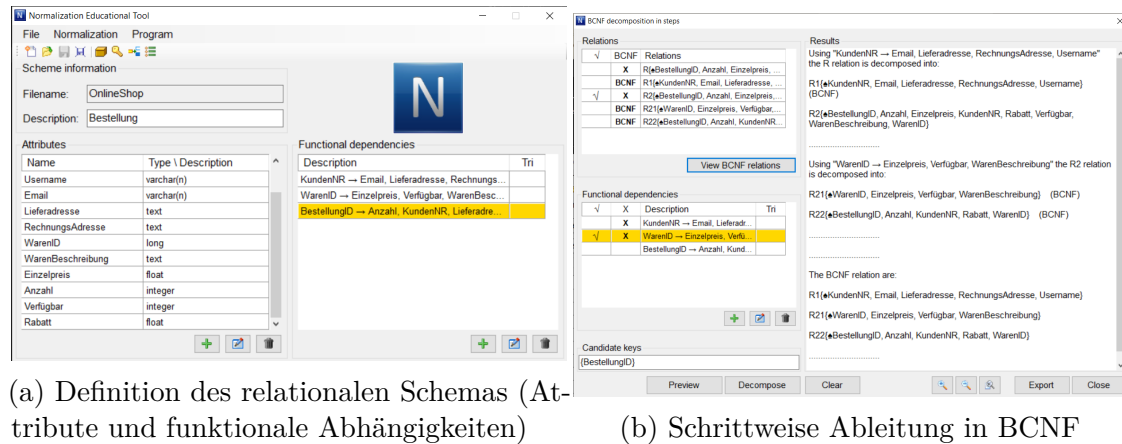 Normalization Educational Tool
File Normalization Program
Scheme information
Filename: OnlineShop
Description: Bestellung
N
Attributes
Name Type \ Description
Username varchar(n)
Email varchar(n)
Lieferadresse text
RechnungsAdresse text
WarenID long
WarenBeschreibung text
Einzelpreis float
Anzahl integer
Verfügbar integer
Rabatt float
Functional dependencies
Description Tri
KundenNR → Email, Lieferadresse, Rechnungs...
WarenID → Einzelpreis, Verfügbar, WarenBesc...
BestellungID → Anzahl, KundenNR, Lieferadre...
(a) Definition des relationalen Schemas (At-
tribute und funktionale Abhängigkeiten)
BCNF decomposition in steps
Relations
√ BCNF Relations
X R{♠BestellungID, Anzahl, Einzelpreis, ...
BCNF R1{♠KundenNR, Email, Lieferadresse, ...
√ X R2{♠BestellungID, Anzahl, Einzelpreis,...
BCNF R21{♠WarenID, Einzelpreis, Verfügbar,...
BCNF R22{♠BestellungID, Anzahl, KundenNR...
View BCNF relations
Functional dependencies
√ X Description Tri
X KundenNR → Email, Lieferadr...
√ X WarenID → Einzelpreis, Verfü...
BestellungID → Anzahl, Kund...
Candidate keys
{BestellungID}
Results
Using "KundenNR → Email, Lieferadresse, RechnungsAdresse, Username"
the R relation is decomposed into:
R1{♠KundenNR, Email, Lieferadresse, RechnungsAdresse, Username}
(BCNF)
R2{♠BestellungID, Anzahl, Einzelpreis, KundenNR, Rabatt, Verfügbar,
WarenBeschreibung, WarenID}
..............................
Using "WarenID → Einzelpreis, Verfügbar, WarenBeschreibung" the R2 relation
is decomposed into:
R21{♠WarenID, Einzelpreis, Verfügbar, WarenBeschreibung} (BCNF)
R22{♠BestellungID, Anzahl, KundenNR, Rabatt, WarenID} (BCNF)
..............................
..............................
The BCNF relation are:
R1{♠KundenNR, Email, Lieferadresse, RechnungsAdresse, Username}
R21{♠WarenID, Einzelpreis, Verfügbar, WarenBeschreibung}
R22{♠BestellungID, Anzahl, KundenNR, Rabatt, WarenID}
..............................
Preview Decompose Clear Export Close
(b) Schrittweise Ableitung in BCNF